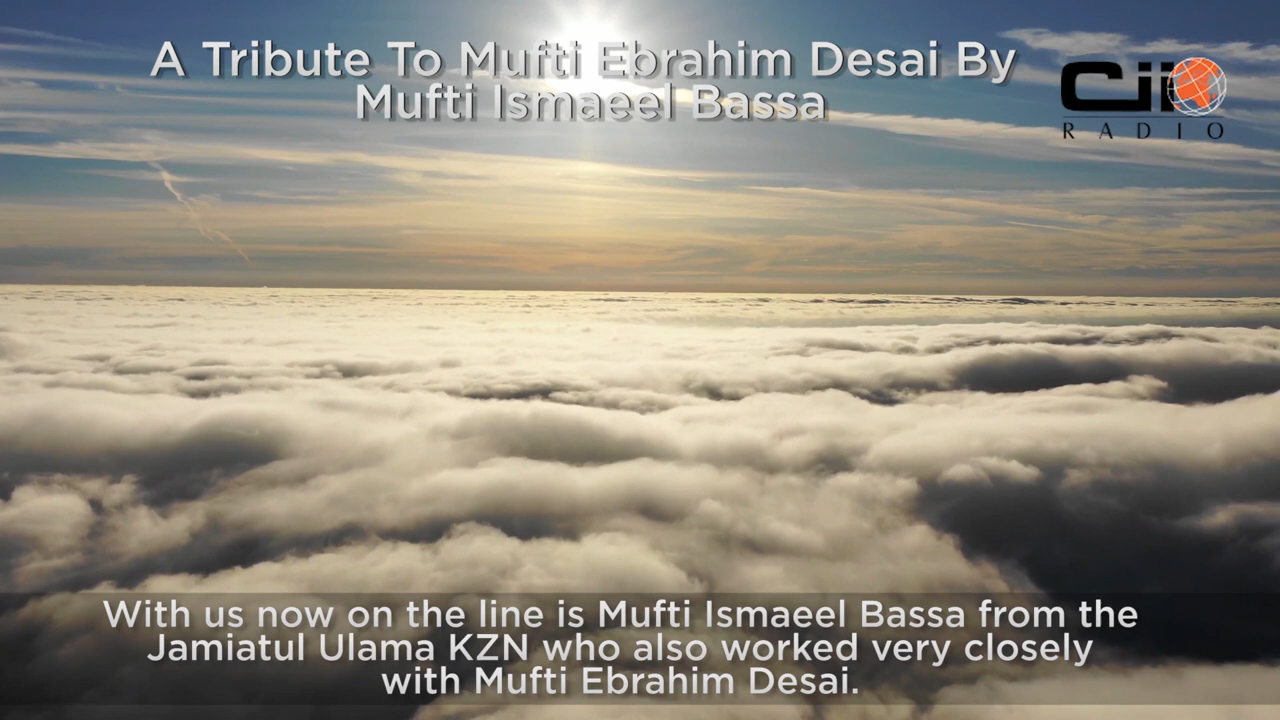 A Tribute To Mufti Ebrahim Desai By
Mufti Ismaeel Bassa
Cii
RADIO
With us now on the line is Mufti Ismaeel Bassa from the
Jamiatul Ulama KZN who also worked very closely
with Mufti Ebrahim Desai.